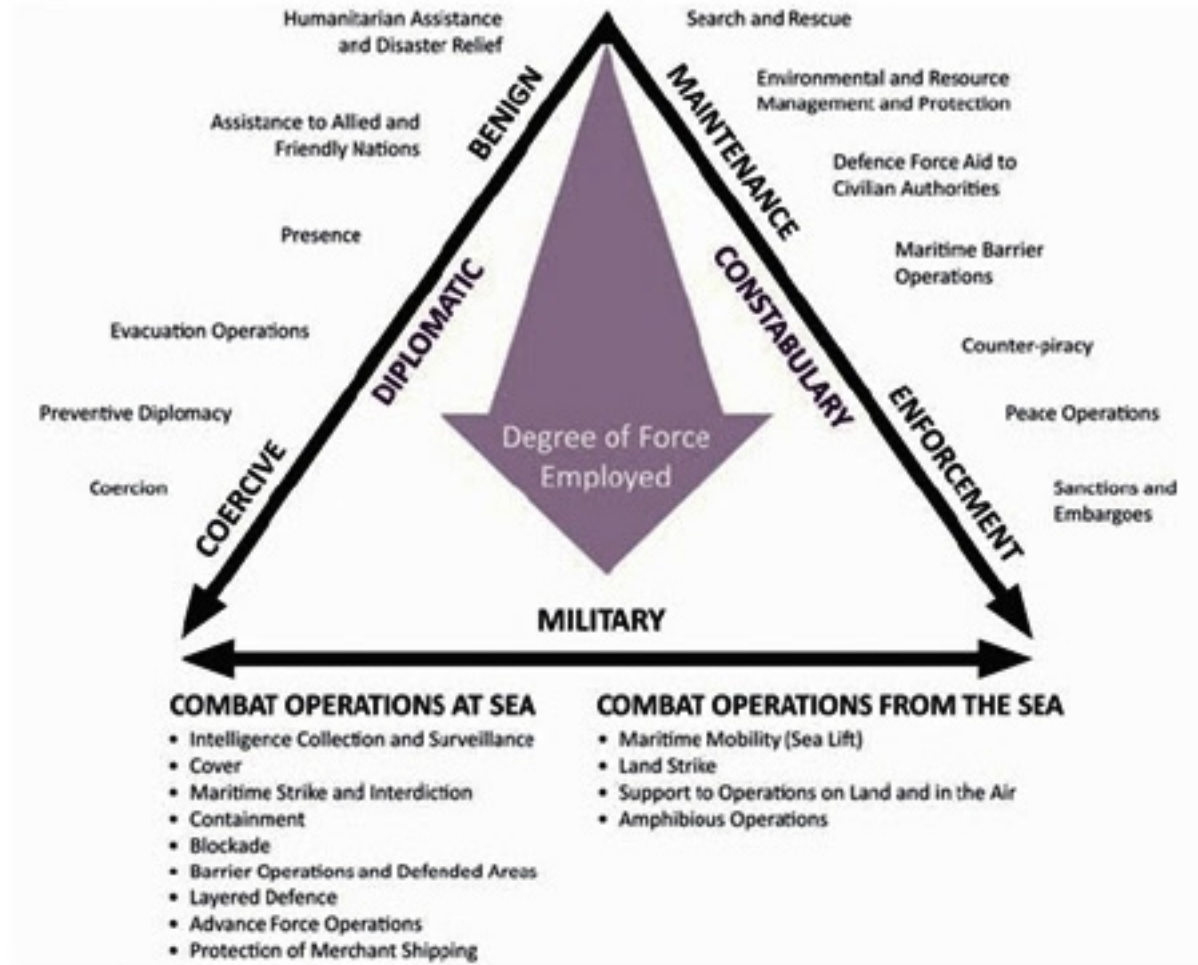 Humanitarian Assistance
and Disaster Relief
Search and Rescue
BENIGN
MAINTENANCE
Environmental and Resource
Management and Protection
Assistance to Allied and
Friendly Nations
Defence Force Aid to
Civilian Authorities
Presence
Maritime Barrier
Operations
DIPLOMATIC
CONSTABULARY
Evacuation Operations
Counter-piracy
Preventive Diplomacy
Peace Operations
Degree of Force
Employed
COERCIVE
ENFORCEMENT
Coercion
Sanctions and
Embargoes
MILITARY
COMBAT OPERATIONS AT SEA
• Intelligence Collection and Surveillance
• Cover
• Maritime Strike and Interdiction
• Containment
• Blockade
• Barrier Operations and Defended Areas
• Layered Defence
• Advance Force Operations
• Protection of Merchant Shipping
COMBAT OPERATIONS FROM THE SEA
• Maritime Mobility (Sea Lift)
• Land Strike
• Support to Operations on Land and in the Air
• Amphibious Operations